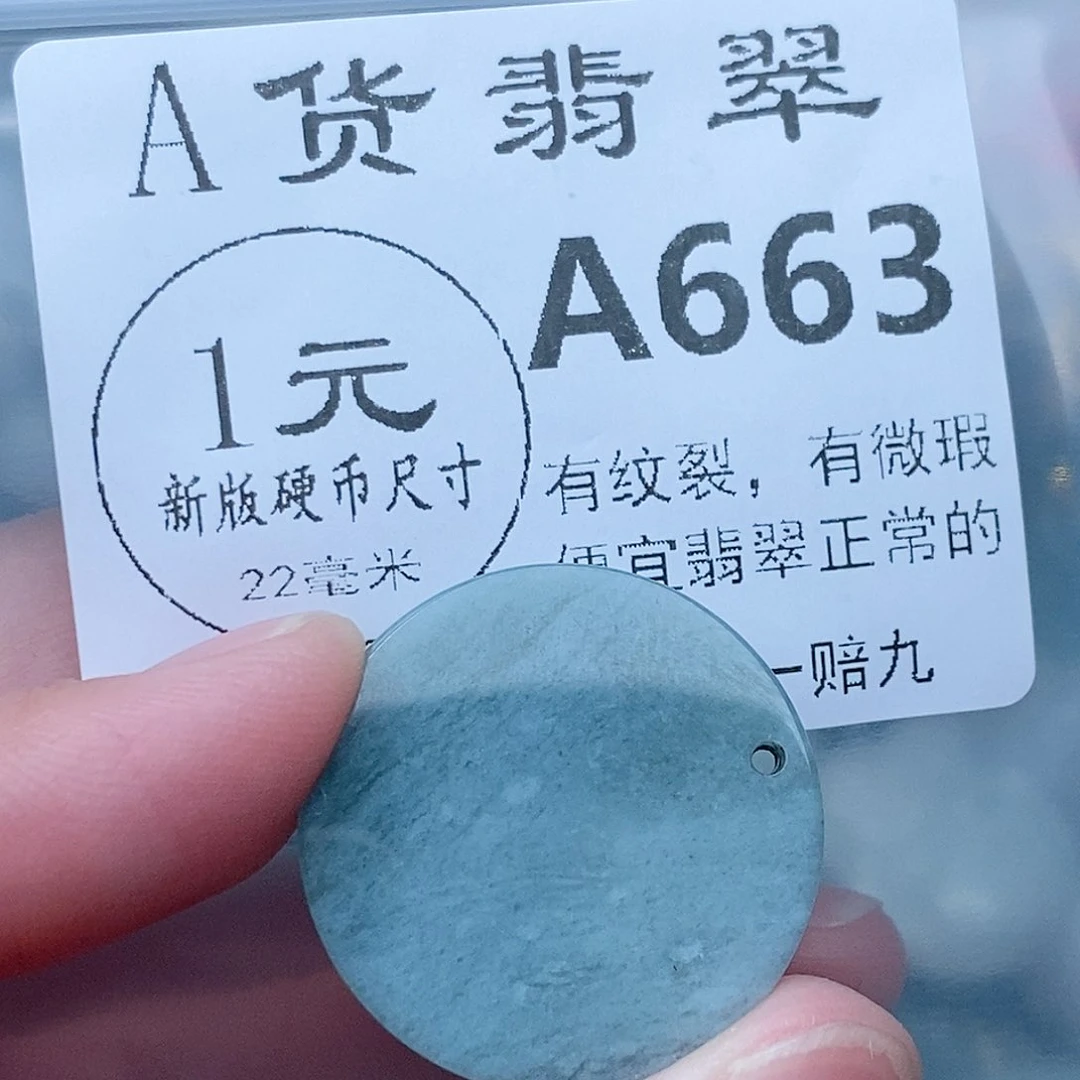 A货翡翠
A663
1元
新版硬币尺寸
22毫米
有纹裂，有微瑕
便宜翡翠正常的
一赔九